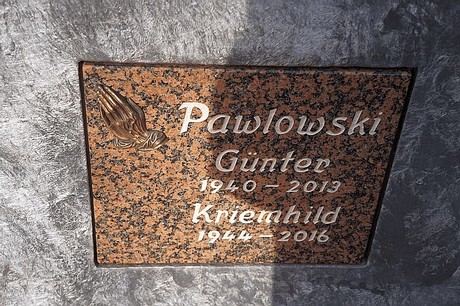 Pawlowski
Günter
1940 – 2013
Kriemhild
1944 – 2016